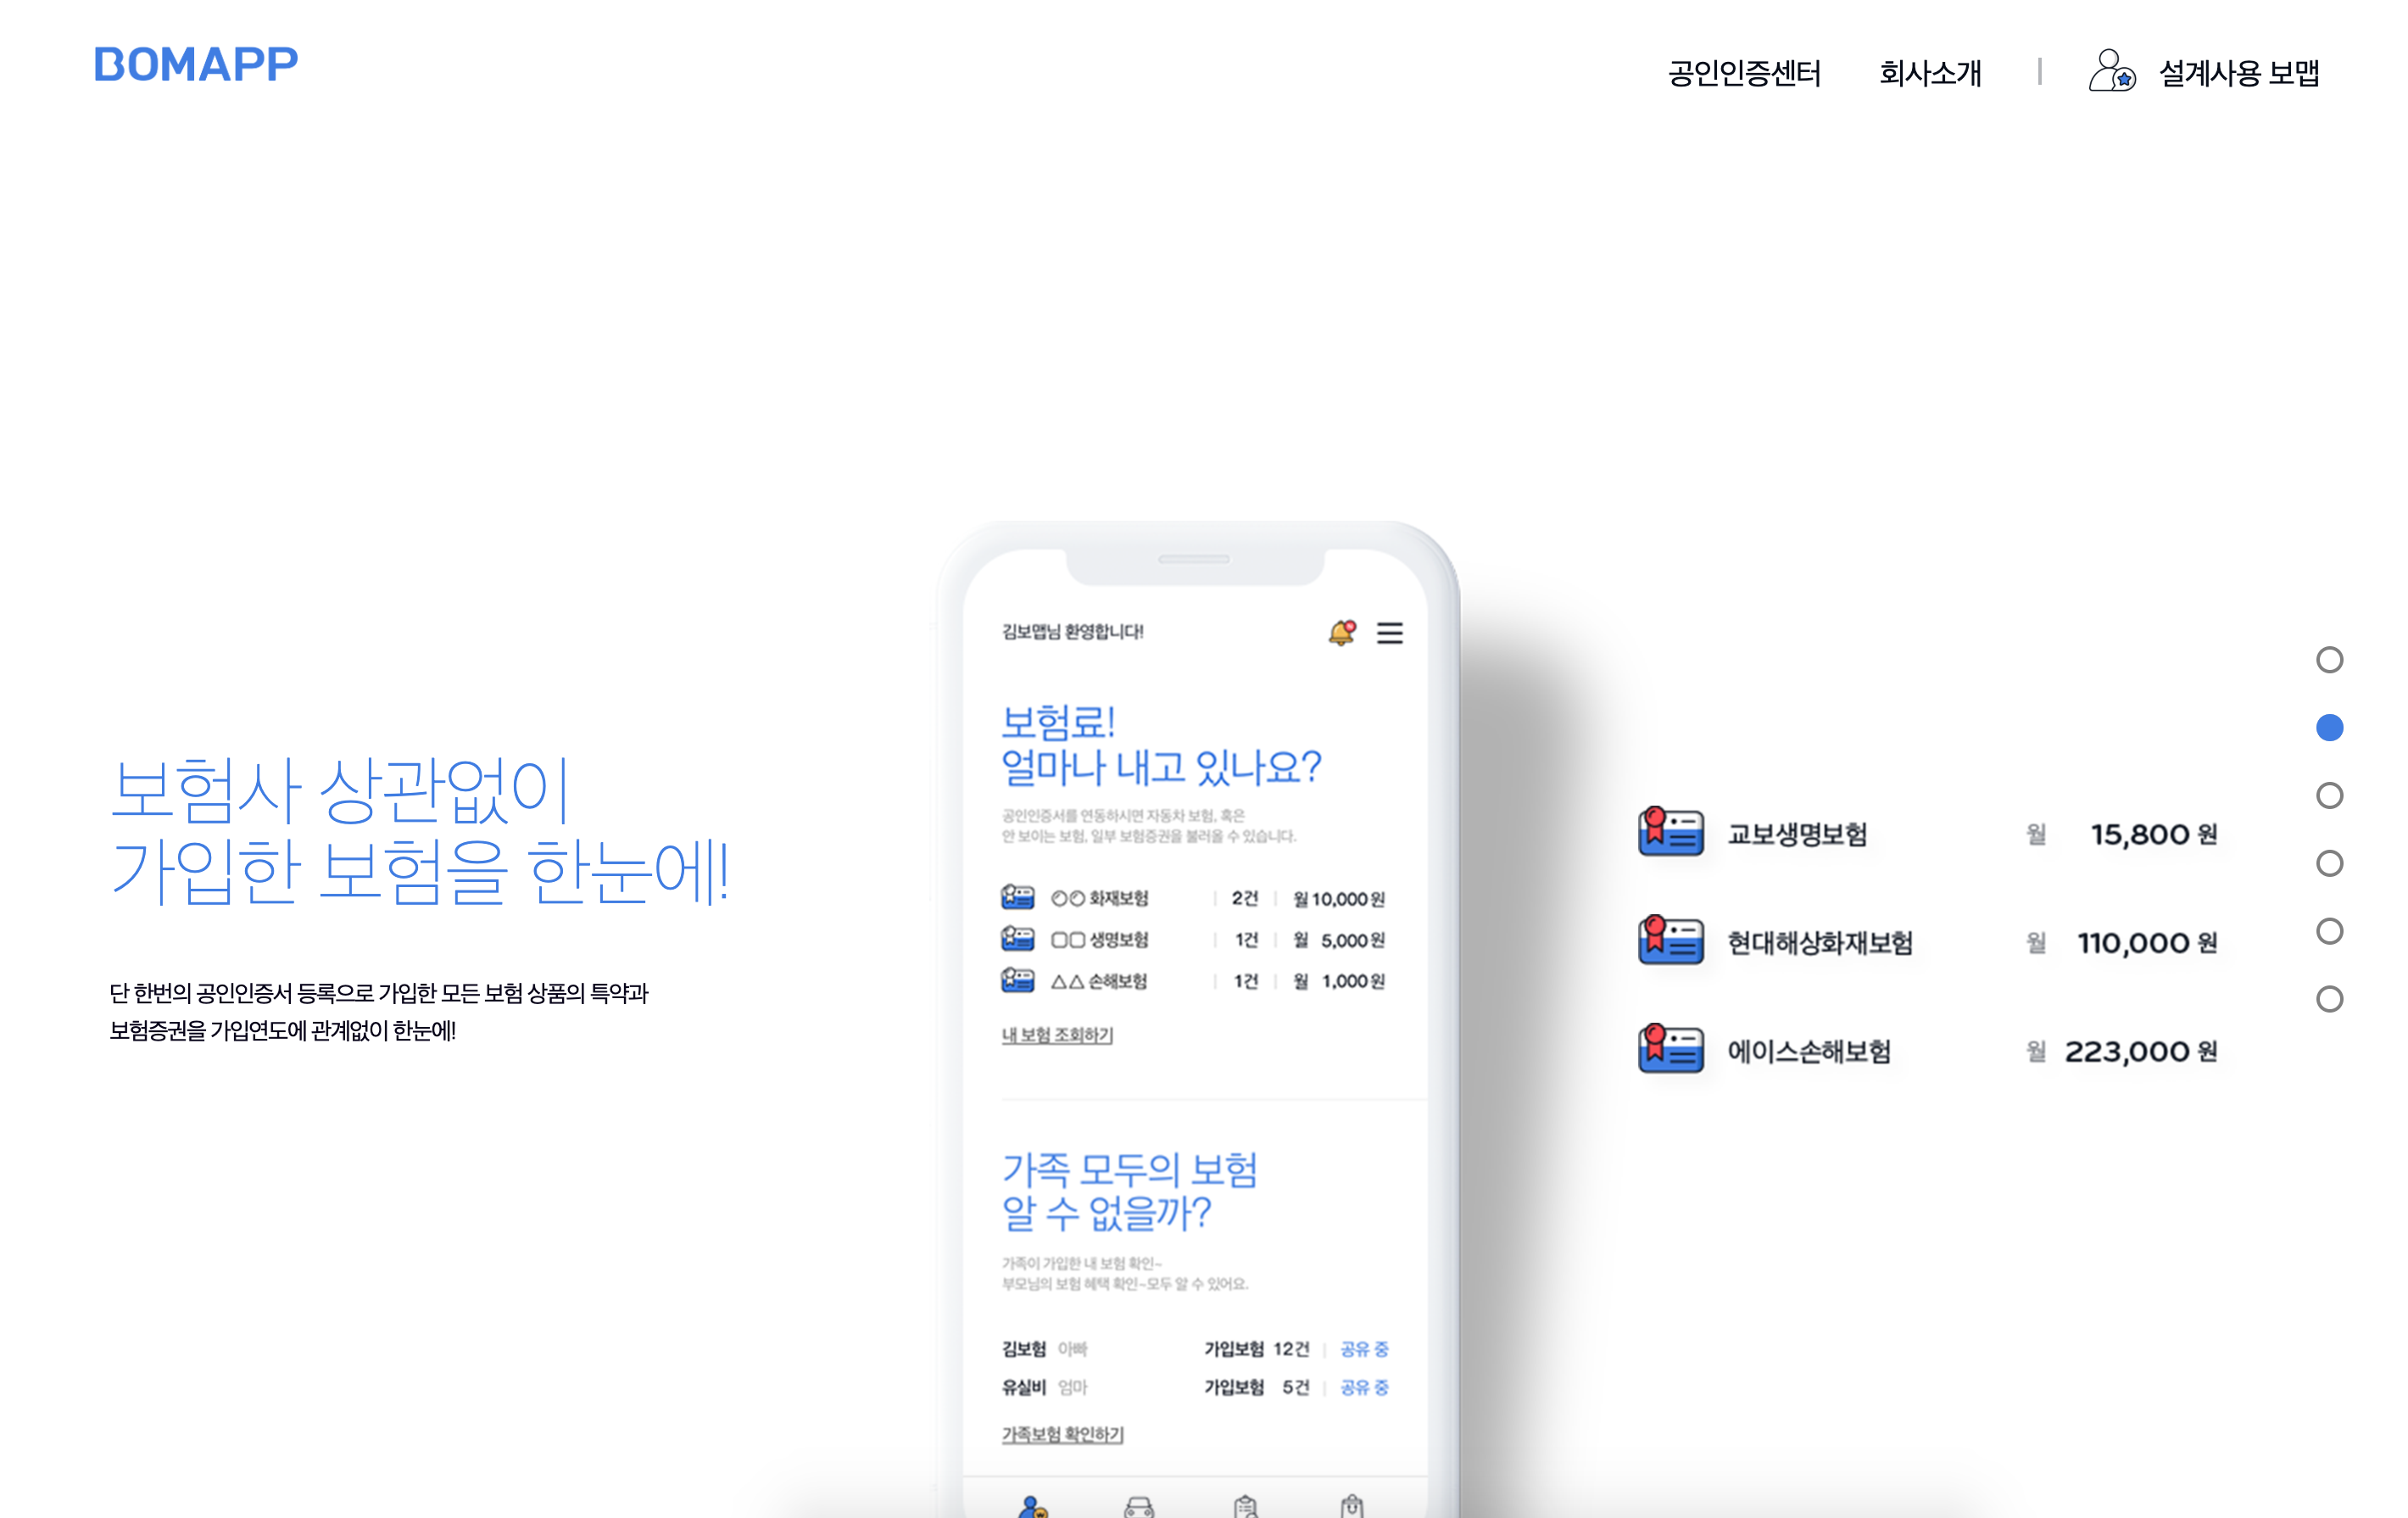 BOMAPP
공인인증센터 회사소개 | 설계사용 보맵
보험사 상관없이
가입한 보험을 한눈에!
단 한번의 공인인증서 등록으로 가입한 모든 보험 상품의 특약과
보험증권을 가입연도에 관계없이 한눈에!
김보맵님 환영합니다!
보험료!
얼마나 내고 있나요?
공인인증서를 연동하시면 자동차 보험, 혹은
안 보이는 보험, 일부 보험증권을 불러올 수 있습니다.
○○ 화재보험 | 2건 | 월 10,000원
□□ 생명보험 | 1건 | 월 5,000원
△△ 손해보험 | 1건 | 월 1,000원
내 보험 조회하기
가족 모두의 보험
알 수 없을까?
가족이 가입한 내 보험 확인~
부모님의 보험 혜택 확인~모두 알 수 있어요.
김보험 아빠 가입보험 12건 | 공유 중
유실비 엄마 가입보험 5건 | 공유 중
가족보험 확인하기
교보생명보험 월 15,800 원
현대해상화재보험 월 110,000 원
에이스손해보험 월 223,000 원